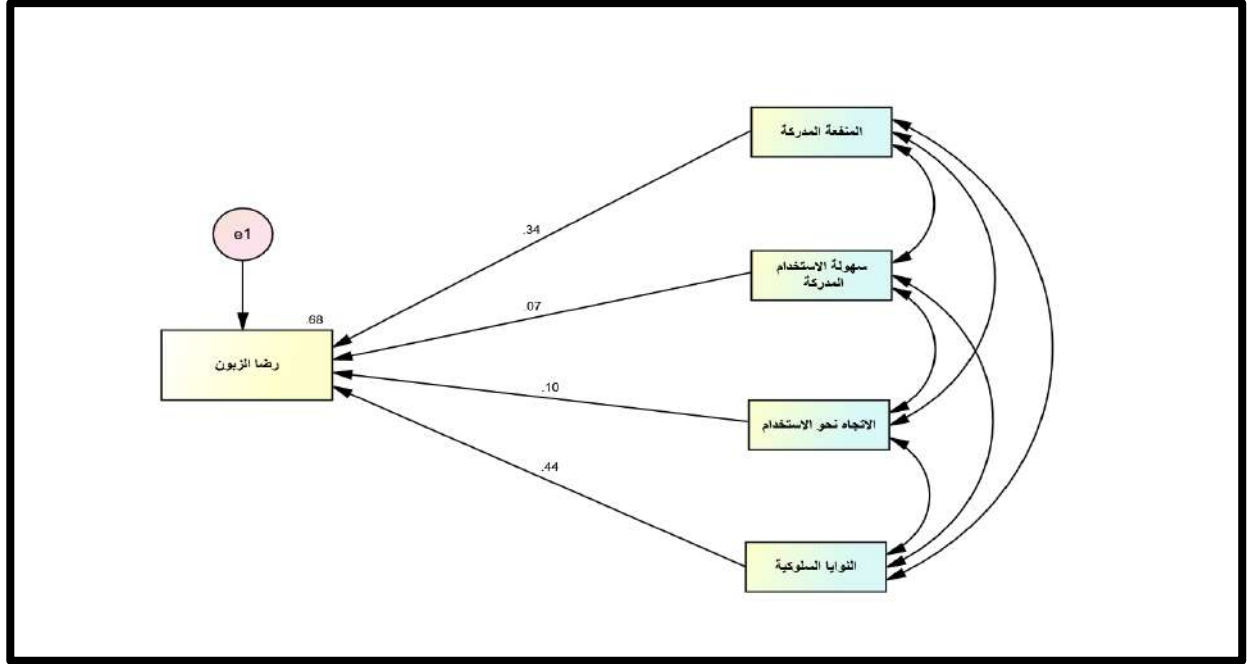 المنفعة المدركة
.34
e1
سهولة الاستخدام
المدركة
.07
.68
رضا الزبون
.10
الاتجاه نحو الاستخدام
.44
النوايا السلوكية